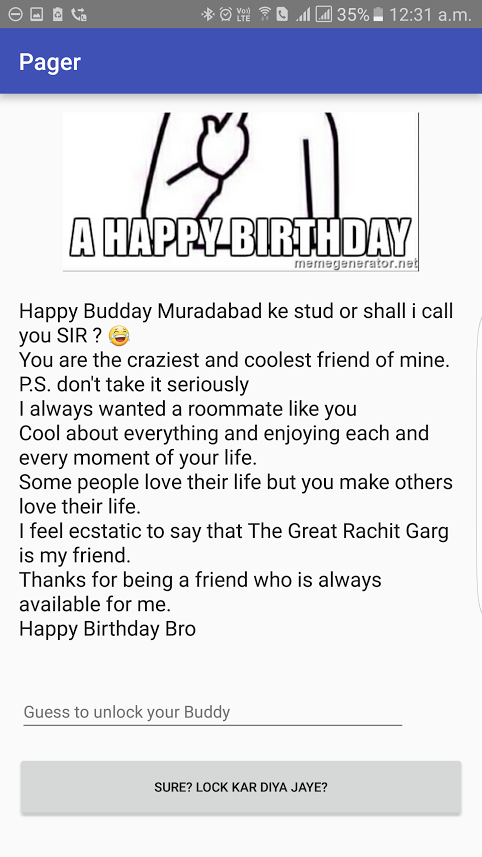 Vo))
LTE
35%
12:31 a.m.
Pager
A HAPPY BIRTHDAY
memegenerator.net
Happy Budday Muradabad ke stud or shall i call
you SIR ? 😂
You are the craziest and coolest friend of mine.
P.S. don't take it seriously
I always wanted a roommate like you
Cool about everything and enjoying each and
every moment of your life.
Some people love their life but you make others
love their life.
I feel ecstatic to say that The Great Rachit Garg
is my friend.
Thanks for being a friend who is always
available for me.
Happy Birthday Bro
Guess to unlock your Buddy
SURE? LOCK KAR DIYA JAYE?